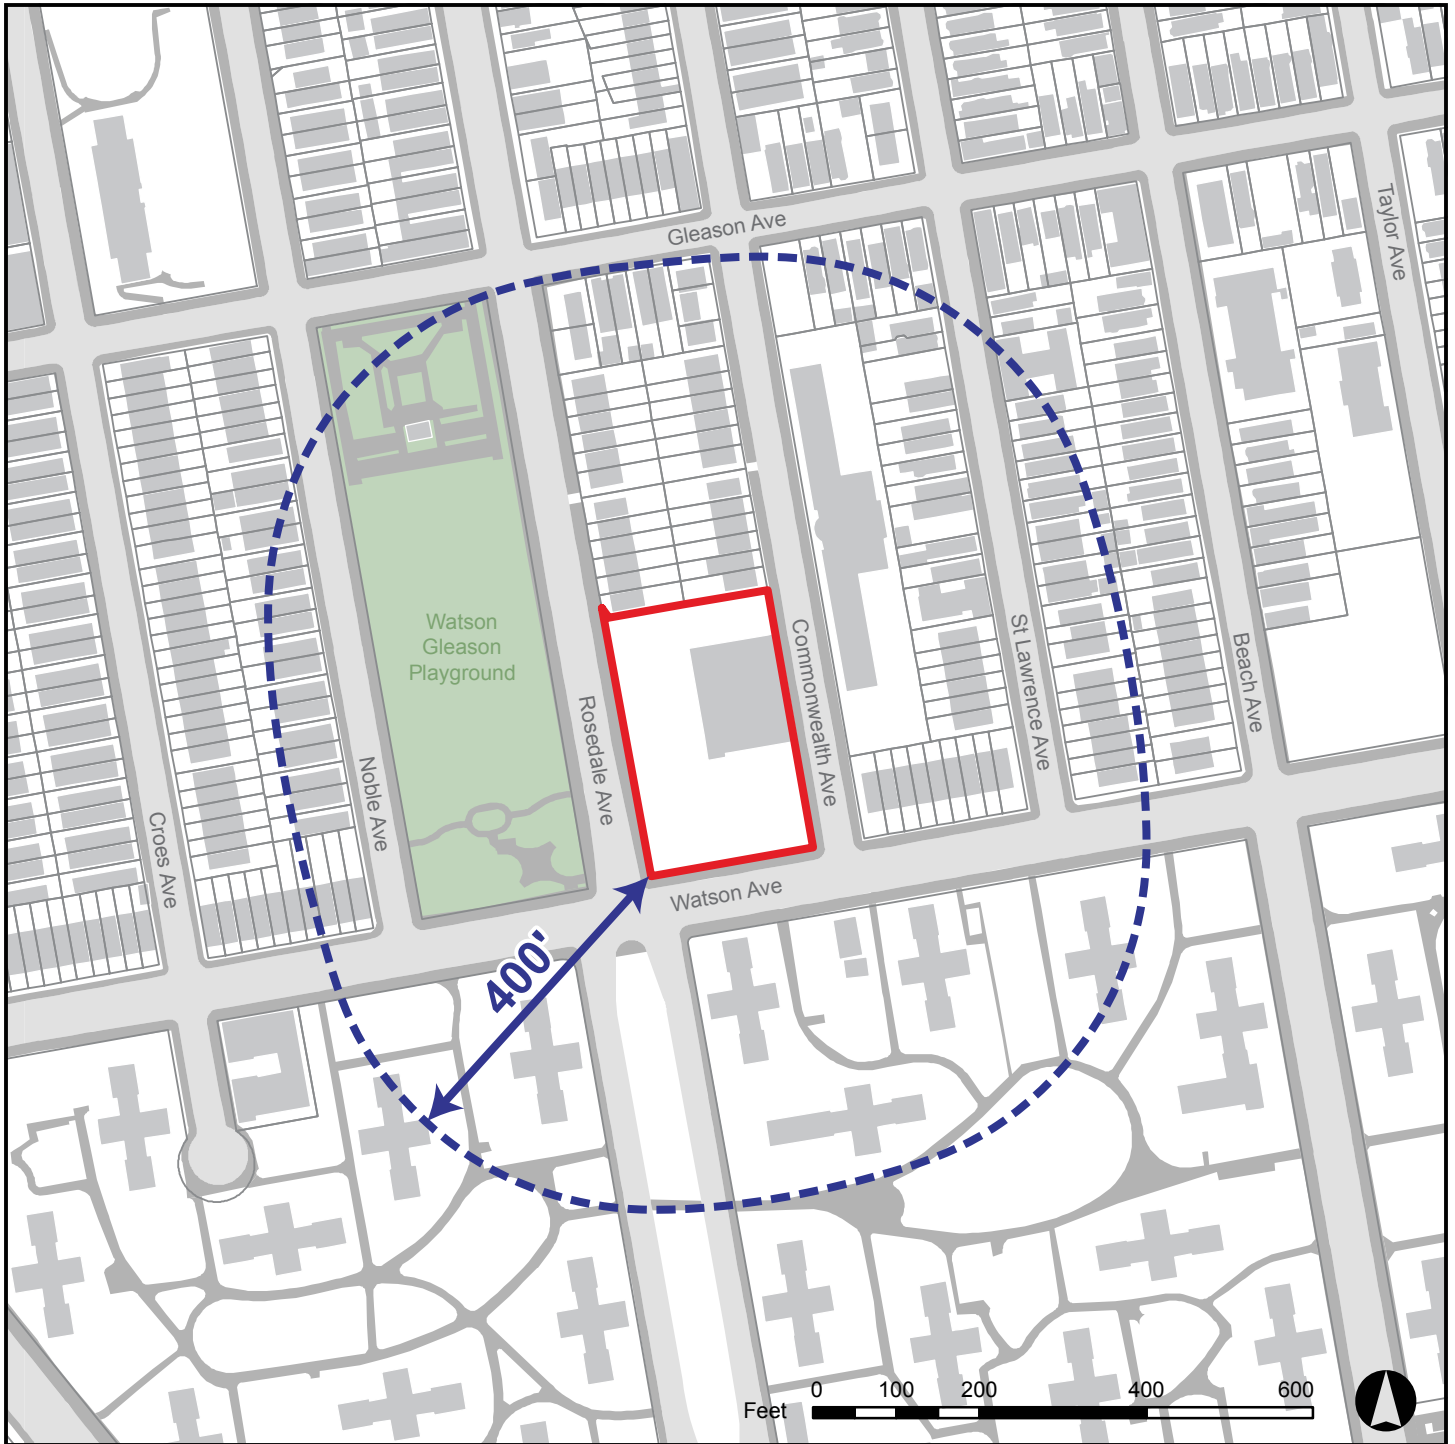 Gleason Ave
Taylor Ave
Watson
Gleason
Playground
Rosedale Ave
Commonwealth Ave
St Lawrence Ave
Beach Ave
Noble Ave
Croes Ave
Watson Ave
400'
0 100 200 400 600
Feet